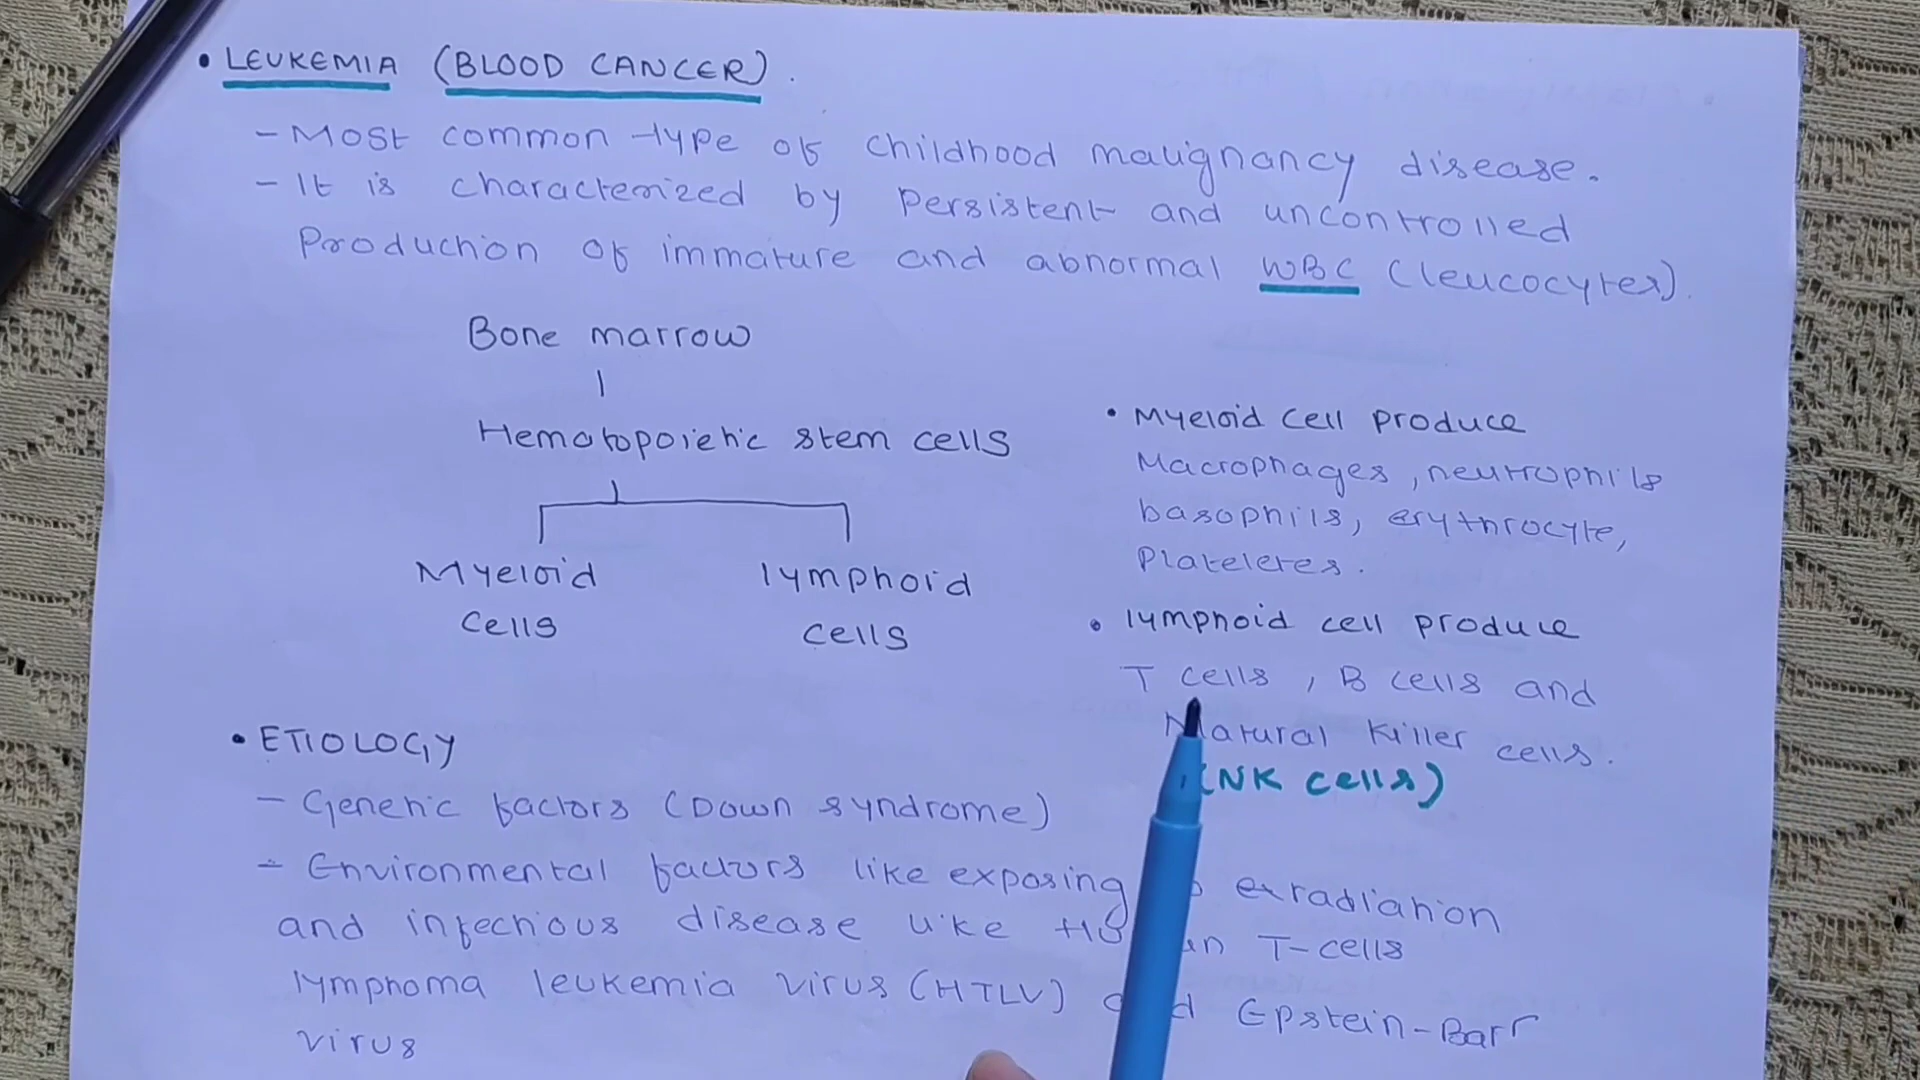 • LEUKEMIA (BLOOD CANCER).
- Most common type of childhood malignancy disease.
- It is characterized by persistent and uncontrolled
Production of immature and abnormal WBC (leucocytes).
Bone marrow
Hematopoietic stem cells
Myeloid cells
lymphoid cells
• Myeloid cell produce
Macrophages, neutrophils
basophils, erythrocyte,
Plateletes.
• lymphoid cell produce
T cells, B cells and
Natural Killer cells.
(NK cells)
• ETIOLOGY
- Genetic factors (Down syndrome)
- Environmental factors like exposing radiation
and infectious disease like T-cells
lymphoma leukemia virus (HTLV) Epstein-Barr
virus